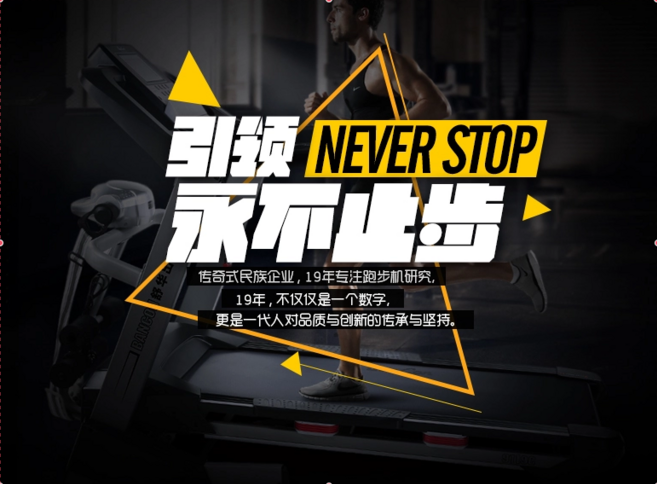 引领 NEVER STOP
永不止步
传奇式民族企业，19年专注跑步机研究，
19年，不仅仅是一个数字，
更是一代人对品质与创新的传承与坚持。